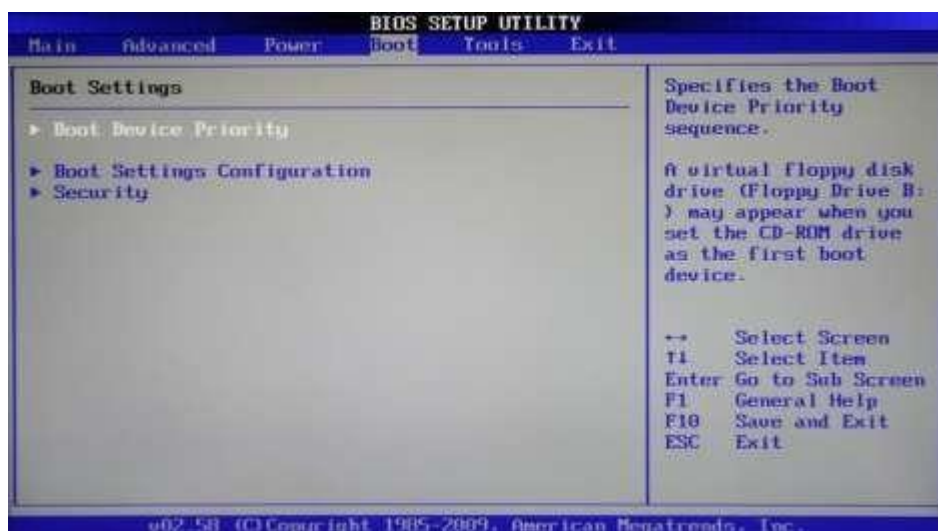 BIOS SETUP UTILITY
Main Advanced Power Boot Tools Exit
Boot Settings
► Boot Device Priority
► Boot Settings Configuration
► Security
Specifies the Boot
Device Priority
sequence.
A virtual floppy disk
drive (Floppy Drive B:
) may appear when you
set the CD-ROM drive
as the first boot
device.
←→ Select Screen
↑↓ Select Item
Enter Go to Sub Screen
F1 General Help
F10 Save and Exit
ESC Exit
v02.58 (C)Copyright 1985-2009, American Megatrends, Inc.